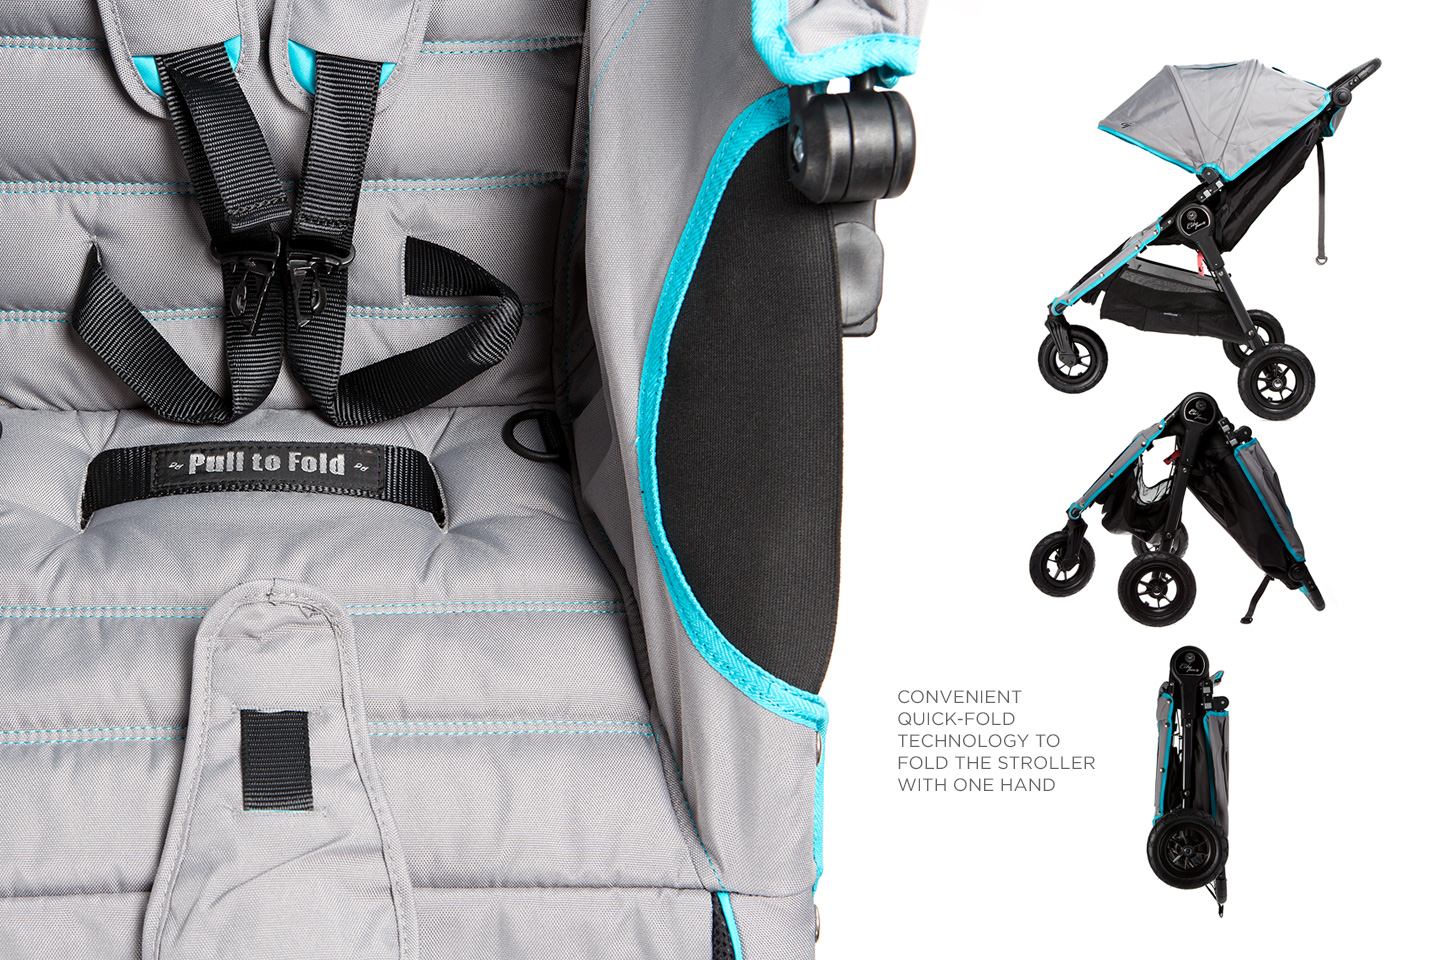 Pull to Fold
CONVENIENT
QUICK-FOLD
TECHNOLOGY TO
FOLD THE STROLLER
WITH ONE HAND